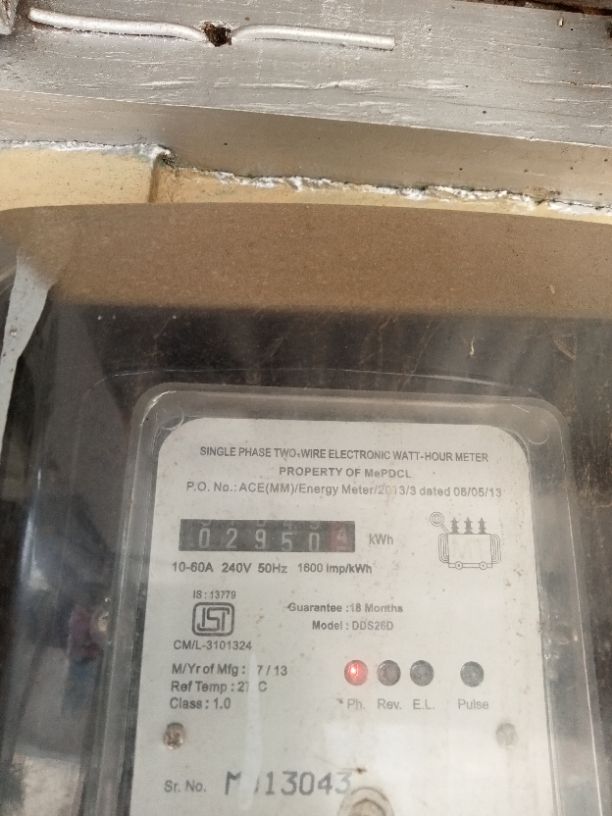 SINGLE PHASE TWO-WIRE ELECTRONIC WATT-HOUR METER
PROPERTY OF MePDCL
P.O. No.: ACE(MM)/Energy Meter/2013/3 dated 08/05/13
02950 kWh
10-60A 240V 50Hz 1600 imp/kWh
IS : 13779
Guarantee : 18 Months
Model : DDS26D
CM/L-3101324
M/Yr of Mfg : 7 / 13
Ref Temp : 27 C
Class : 1.0
Ph. Rev. E.L. Pulse
Sr. No.